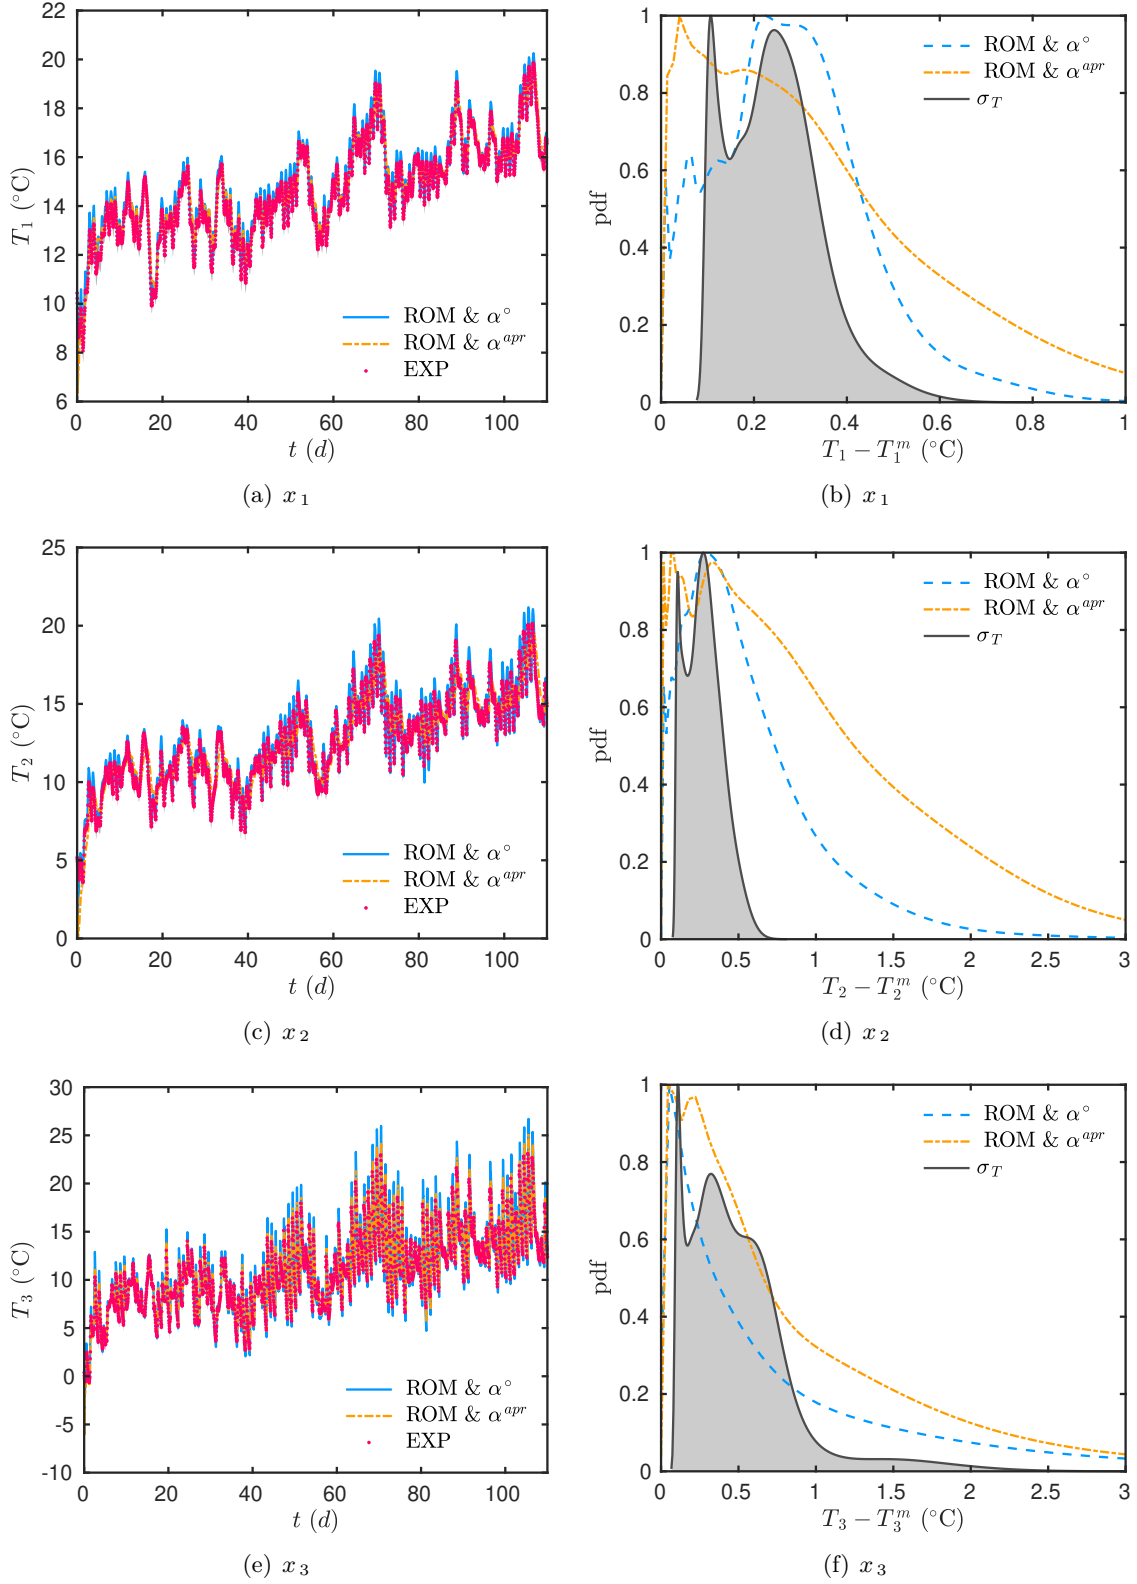 22
20
18
16
14
12
10
8
6
0 20 40 60 80 100
T₁ (°C)
t (d)
ROM & α°
ROM & αᵃᵖʳ
EXP
(a) x₁
1
0.8
0.6
0.4
0.2
0
0.2 0.4 0.6 0.8 1
pdf
T₁ − T₁ᵐ (°C)
ROM & α°
ROM & αᵃᵖʳ
σ_T
(b) x₁
25
20
15
10
5
0
0 20 40 60 80 100
T₂ (°C)
t (d)
ROM & α°
ROM & αᵃᵖʳ
EXP
(c) x₂
1
0.8
0.6
0.4
0.2
0
0.5 1 1.5 2 2.5 3
pdf
T₂ − T₂ᵐ (°C)
ROM & α°
ROM & αᵃᵖʳ
σ_T
(d) x₂
30
25
20
15
10
5
0
-5
-10
0 20 40 60 80 100
T₃ (°C)
t (d)
ROM & α°
ROM & αᵃᵖʳ
EXP
(e) x₃
1
0.8
0.6
0.4
0.2
0
0.5 1 1.5 2 2.5 3
pdf
T₃ − T₃ᵐ (°C)
ROM & α°
ROM & αᵃᵖʳ
σ_T
(f) x₃